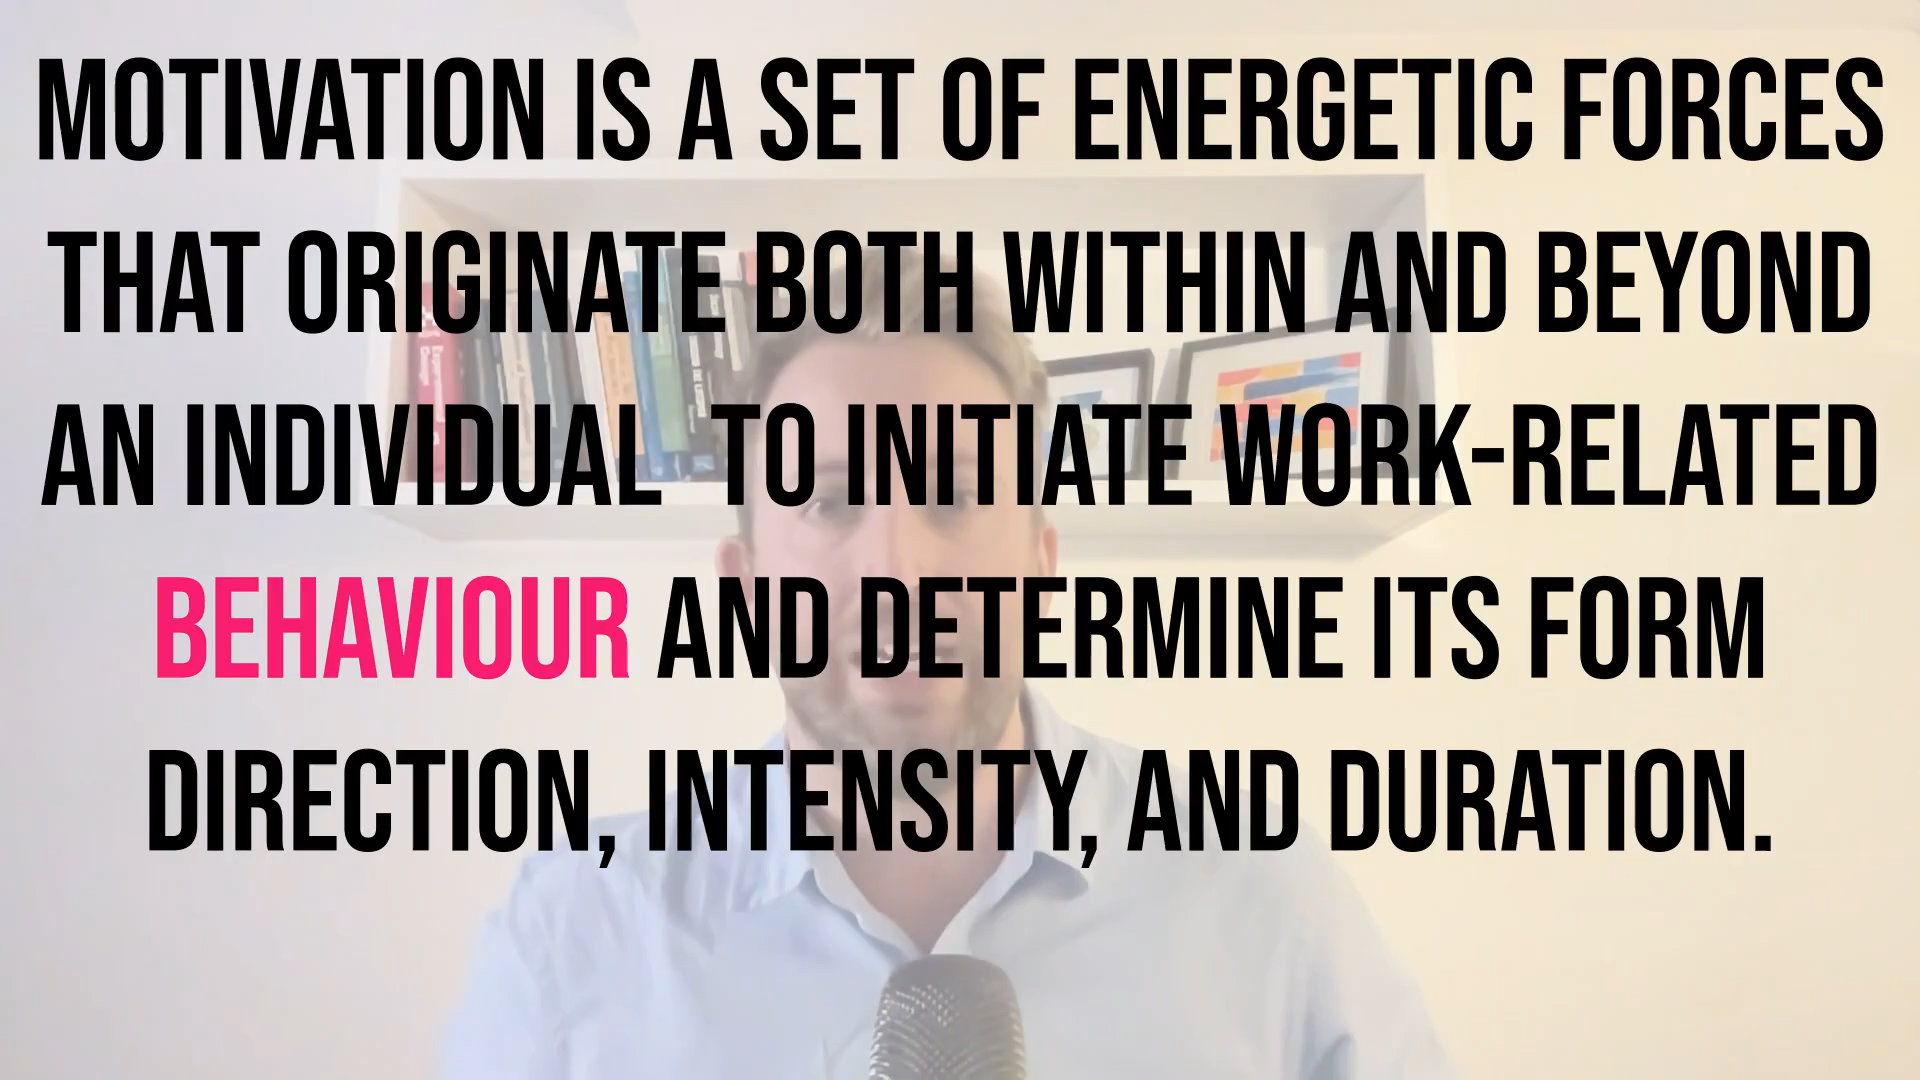 MOTIVATION IS A SET OF ENERGETIC FORCES
THAT ORIGINATE BOTH WITHIN AND BEYOND
AN INDIVIDUAL TO INITIATE WORK-RELATED
BEHAVIOUR AND DETERMINE ITS FORM
DIRECTION, INTENSITY, AND DURATION.